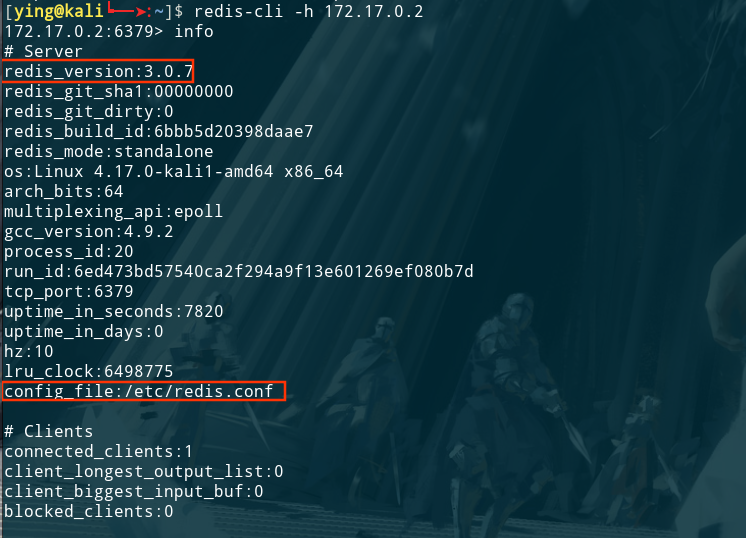 [ying@kali ~]$ redis-cli -h 172.17.0.2
172.17.0.2:6379> info
# Server
redis_version:3.0.7
redis_git_sha1:00000000
redis_git_dirty:0
redis_build_id:6bbb5d20398daae7
redis_mode:standalone
os:Linux 4.17.0-kali1-amd64 x86_64
arch_bits:64
multiplexing_api:epoll
gcc_version:4.9.2
process_id:20
run_id:6ed473bd57540ca2f294a9f13e601269ef080b7d
tcp_port:6379
uptime_in_seconds:7820
uptime_in_days:0
hz:10
lru_clock:6498775
config_file:/etc/redis.conf
# Clients
connected_clients:1
client_longest_output_list:0
client_biggest_input_buf:0
blocked_clients:0